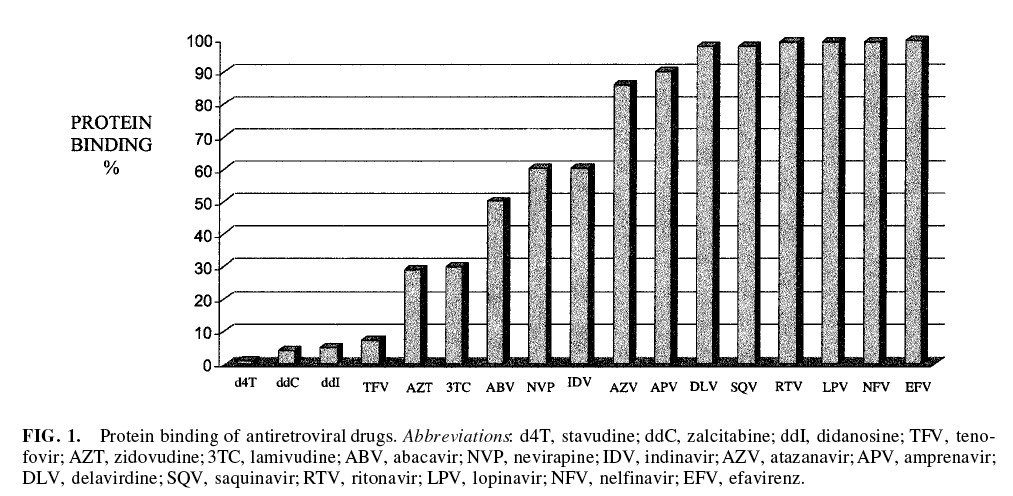 100
90
80
70
60
50
40
30
20
10
0
PROTEIN
BINDING
%
d4T ddC ddI TFV AZT 3TC ABV NVP IDV AZV APV DLV SQV RTV LPV NFV EFV
FIG. 1. Protein binding of antiretroviral drugs. Abbreviations: d4T, stavudine; ddC, zalcitabine; ddI, didanosine; TFV, teno-
fovir; AZT, zidovudine; 3TC, lamivudine; ABV, abacavir; NVP, nevirapine; IDV, indinavir; AZV, atazanavir; APV, amprenavir;
DLV, delavirdine; SQV, saquinavir; RTV, ritonavir; LPV, lopinavir; NFV, nelfinavir; EFV, efavirenz.